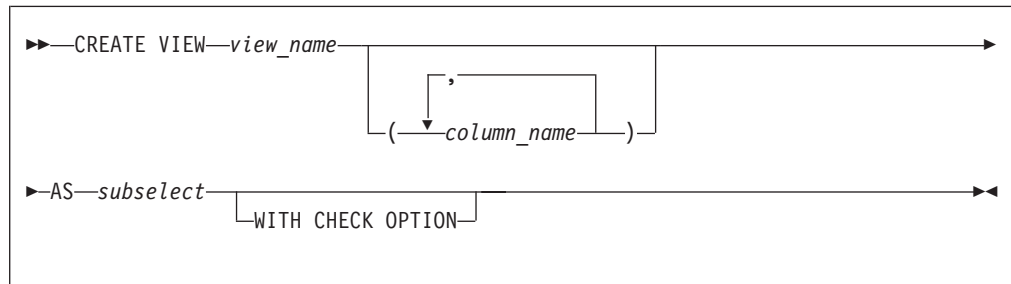 CREATE VIEW view_name
,
( column_name )
AS subselect
WITH CHECK OPTION